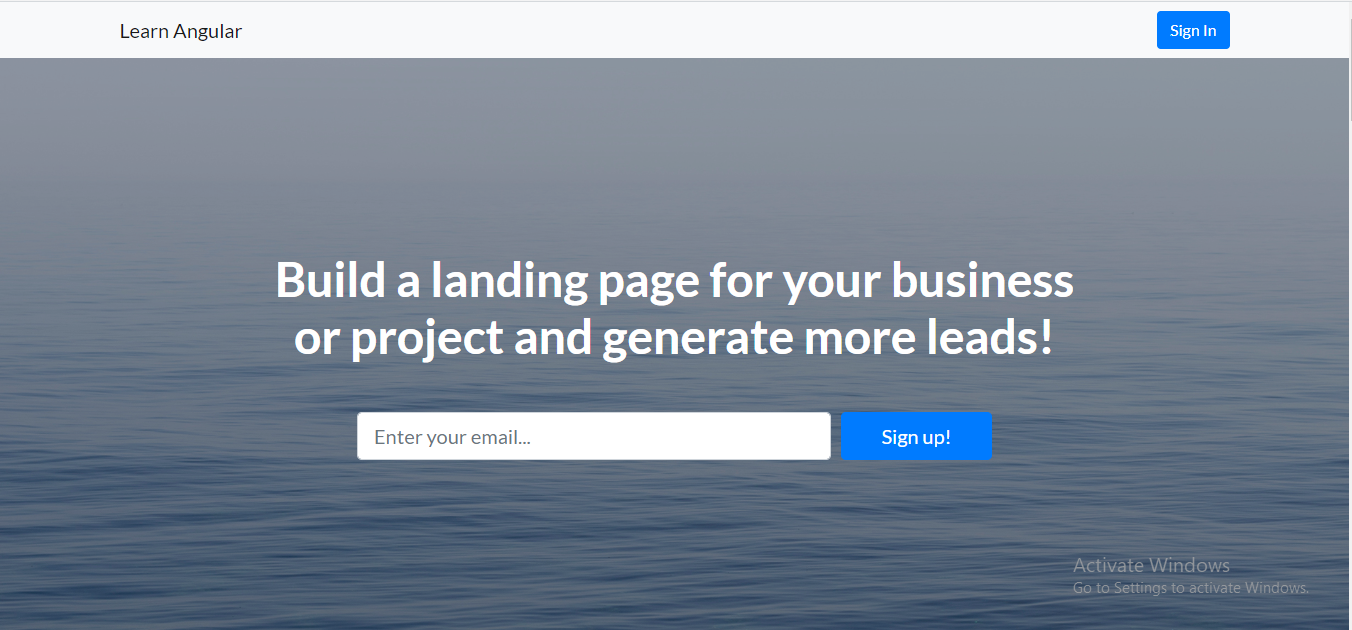 Learn Angular
Sign In
Build a landing page for your business
or project and generate more leads!
Enter your email...
Sign up!
Activate Windows
Go to Settings to activate Windows.